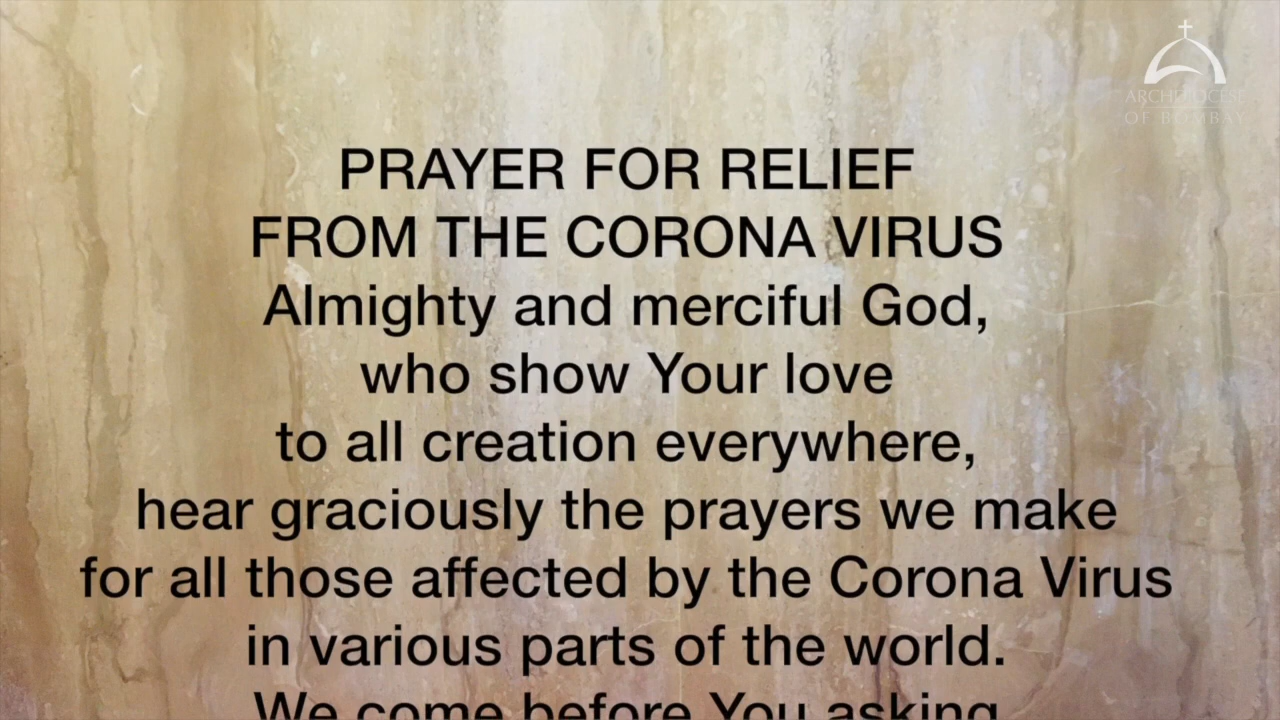 ARCHDIOCESE
OF BOMBAY
PRAYER FOR RELIEF
FROM THE CORONA VIRUS
Almighty and merciful God,
who show Your love
to all creation everywhere,
hear graciously the prayers we make
for all those affected by the Corona Virus
in various parts of the world.
We come before You asking